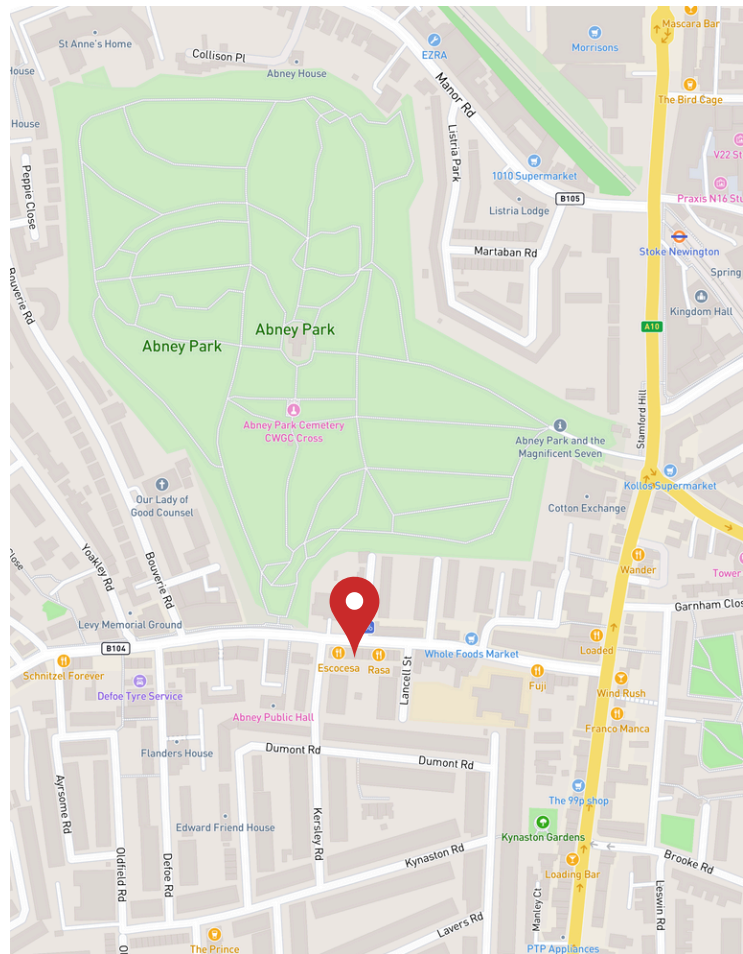 Mascara Bar
St Anne's Home
Morrisons
Collison Pl
EZRA
House
Abney House
The Bird Cage
Manor Rd
House
Listria Park
V22 St
1010 Supermarket
Peppie Close
Praxis N16 Stu
B105
Listria Lodge
Martaban Rd
Stoke Newington
Bouverie Rd
Spring
Kingdom Hall
A10
Abney Park
Abney Park
Stamford Hill
Abney Park Cemetery
CWGC Cross
Abney Park and the
Magnificent Seven
Kollos Supermarket
Our Lady of
Good Counsel
Cotton Exchange
Close
Yoakley Rd
Bouverie Rd
Wander
Tower
Garnham Clos
Levy Memorial Ground
Loaded
B104
Whole Foods Market
Schnitzel Forever
Escocesa
Rasa
Lancell St
Fuji
Defoe Tyre Service
Wind Rush
Abney Public Hall
Franco Manca
Dumont Rd
Flanders House
Dumont Rd
Ayrsome Rd
The 99p shop
Kersley Rd
Edward Friend House
Kynaston Gardens
Oldfield Rd
Defoe Rd
Kynaston Rd
Brooke Rd
Loading Bar
Manley Ct
Leswin Rd
Lavers Rd
The Prince
PTP Appliances